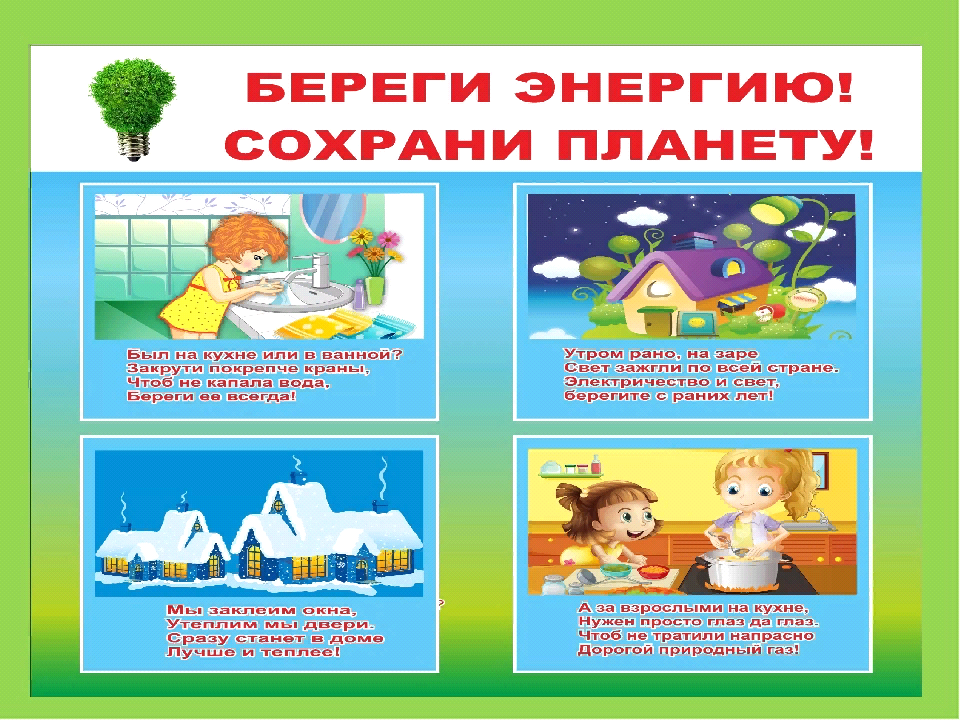 БЕРЕГИ ЭНЕРГИЮ!
СОХРАНИ ПЛАНЕТУ!
Был на кухне или в ванной?
Закрути покрепче краны,
Чтоб не капала вода,
Береги ее всегда!
Утром рано, на заре
Свет зажгли по всей стране.
Электричество и свет,
берегите с раних лет!
Мы заклеим окна,
Утеплим мы двери.
Сразу станет в доме
Лучше и теплее!
А за взрослыми на кухне,
Нужен просто глаз да глаз.
Чтоб не тратили напрасно
Дорогой природный газ!